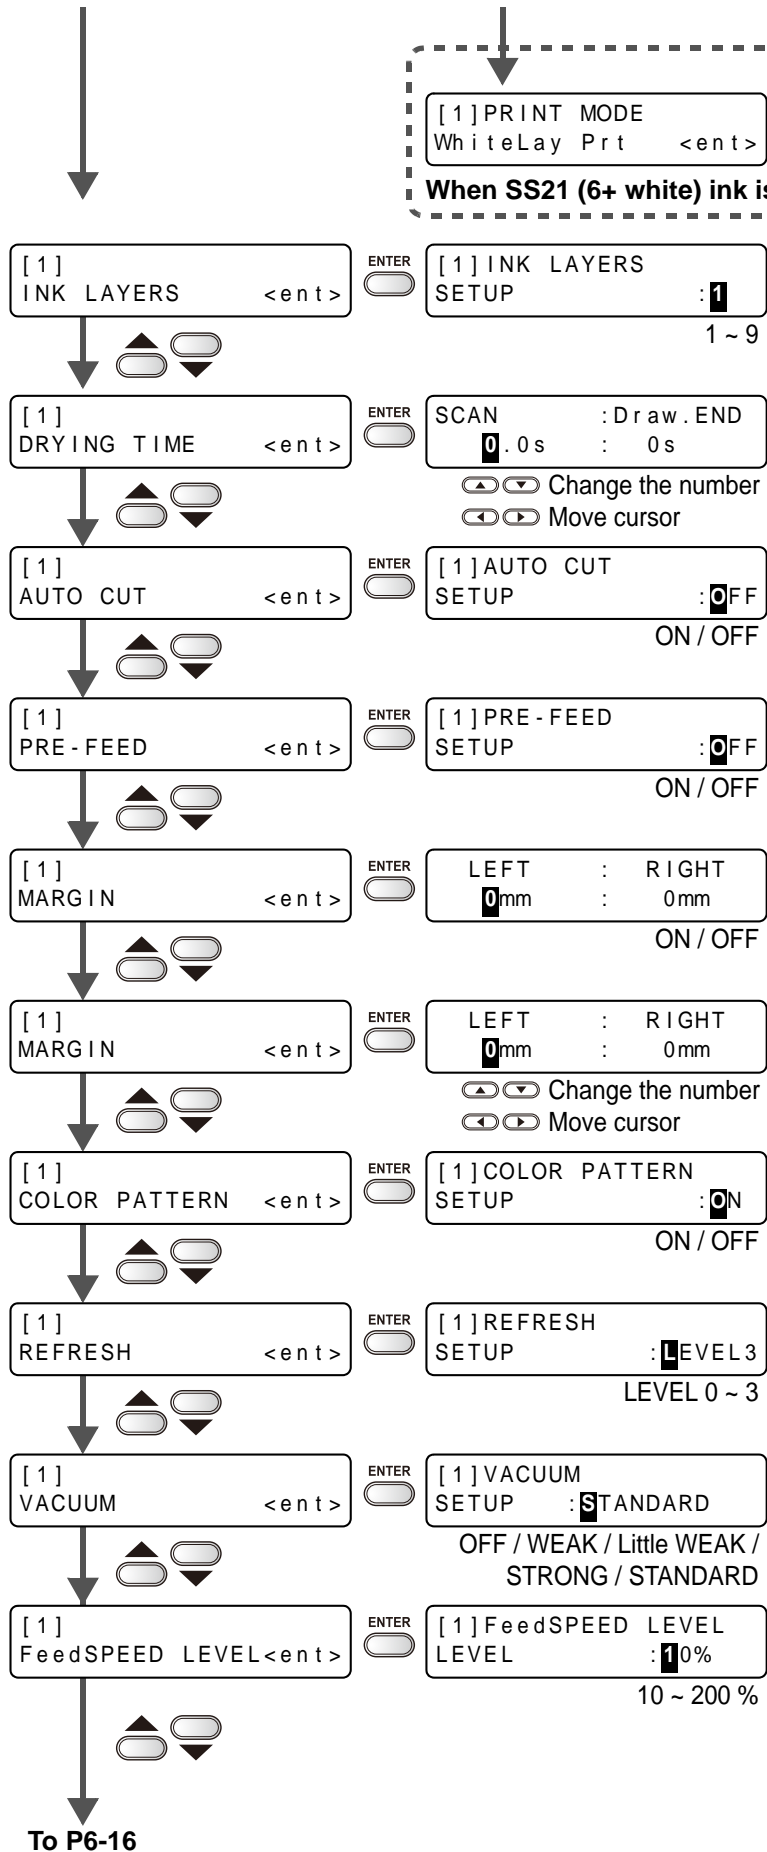 [1]PRINT MODE
WhiteLay Prt <ent>
When SS21 (6+ white) ink is
[1]
INK LAYERS <ent>
ENTER
[1]INK LAYERS
SETUP :1
1 ~ 9
[1]
DRYING TIME <ent>
ENTER
SCAN :Draw.END
0.0s : 0s
Change the number
Move cursor
[1]
AUTO CUT <ent>
ENTER
[1]AUTO CUT
SETUP :OFF
ON / OFF
[1]
PRE-FEED <ent>
ENTER
[1]PRE-FEED
SETUP :OFF
ON / OFF
[1]
MARGIN <ent>
ENTER
LEFT : RIGHT
0mm : 0mm
ON / OFF
[1]
MARGIN <ent>
ENTER
LEFT : RIGHT
0mm : 0mm
Change the number
Move cursor
[1]
COLOR PATTERN <ent>
ENTER
[1]COLOR PATTERN
SETUP :ON
ON / OFF
[1]
REFRESH <ent>
ENTER
[1]REFRESH
SETUP :LEVEL3
LEVEL 0 ~ 3
[1]
VACUUM <ent>
ENTER
[1]VACUUM
SETUP :STANDARD
OFF / WEAK / Little WEAK /
STRONG / STANDARD
[1]
FeedSPEED LEVEL<ent>
ENTER
[1]FeedSPEED LEVEL
LEVEL :10%
10 ~ 200 %
To P6-16